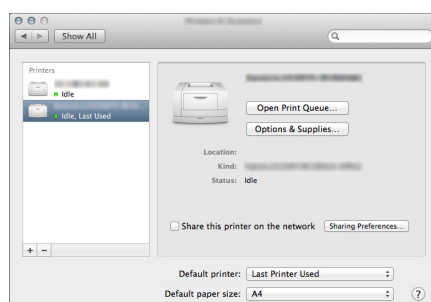 Show All
Printers
Idle
Idle, Last Used
Open Print Queue...
Options & Supplies...
Location:
Kind:
Status: Idle
Share this printer on the network Sharing Preferences...
+ −
Default printer: Last Printer Used
Default paper size: A4 ?